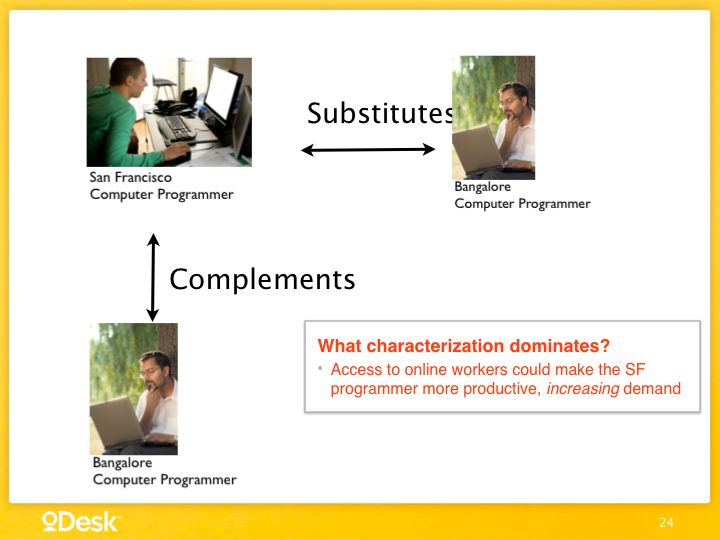 Substitutes
San Francisco
Computer Programmer
Bangalore
Computer Programmer
Complements
What characterization dominates?
• Access to online workers could make the SF
programmer more productive, increasing demand
Bangalore
Computer Programmer
oDesk
24